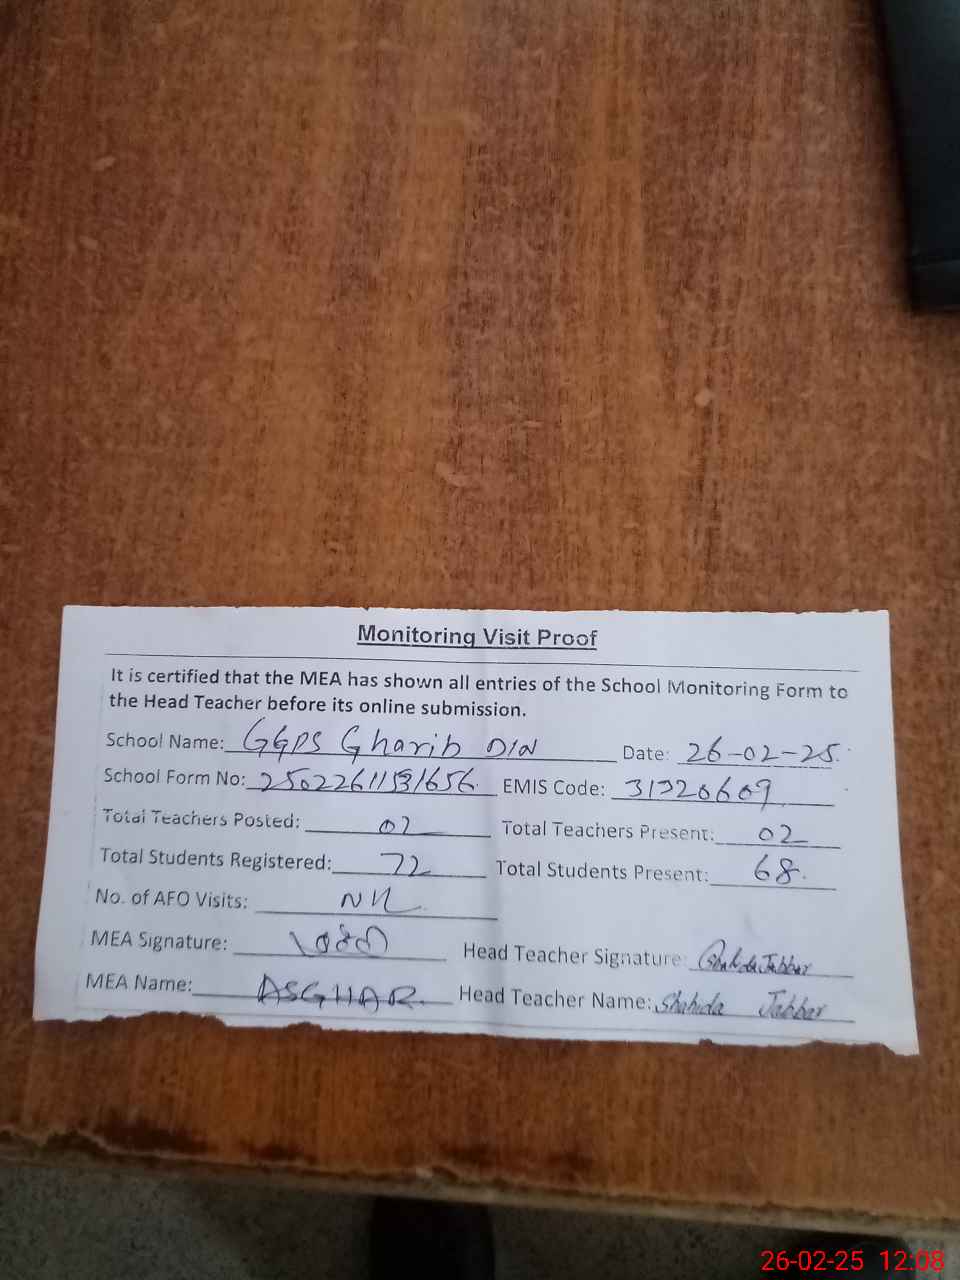 Monitoring Visit Proof
It is certified that the MEA has shown all entries of the School Monitoring Form to
the Head Teacher before its online submission.
School Name: GGPS Gharib DIN Date: 26-02-25.
School Form No: EMIS Code: 31320609
Total Teachers Posted: 02 Total Teachers Present: 02
Total Students Registered: 72 Total Students Present: 68.
No. of AFO Visits: Nil
MEA Signature: Head Teacher Signature: Shahida Jabbar
MEA Name: ASGHAR Head Teacher Name: Shahida Jabbar
26-02-25 12:08